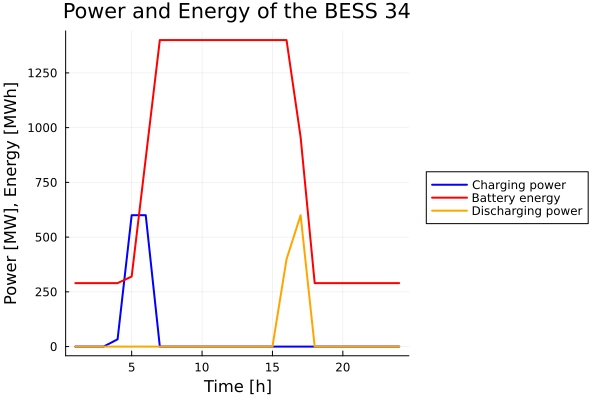 Power and Energy of the BESS 34
Power [MW], Energy [MWh]
1250
1000
750
500
250
0
5
10
15
20
Time [h]
Charging power
Battery energy
Discharging power